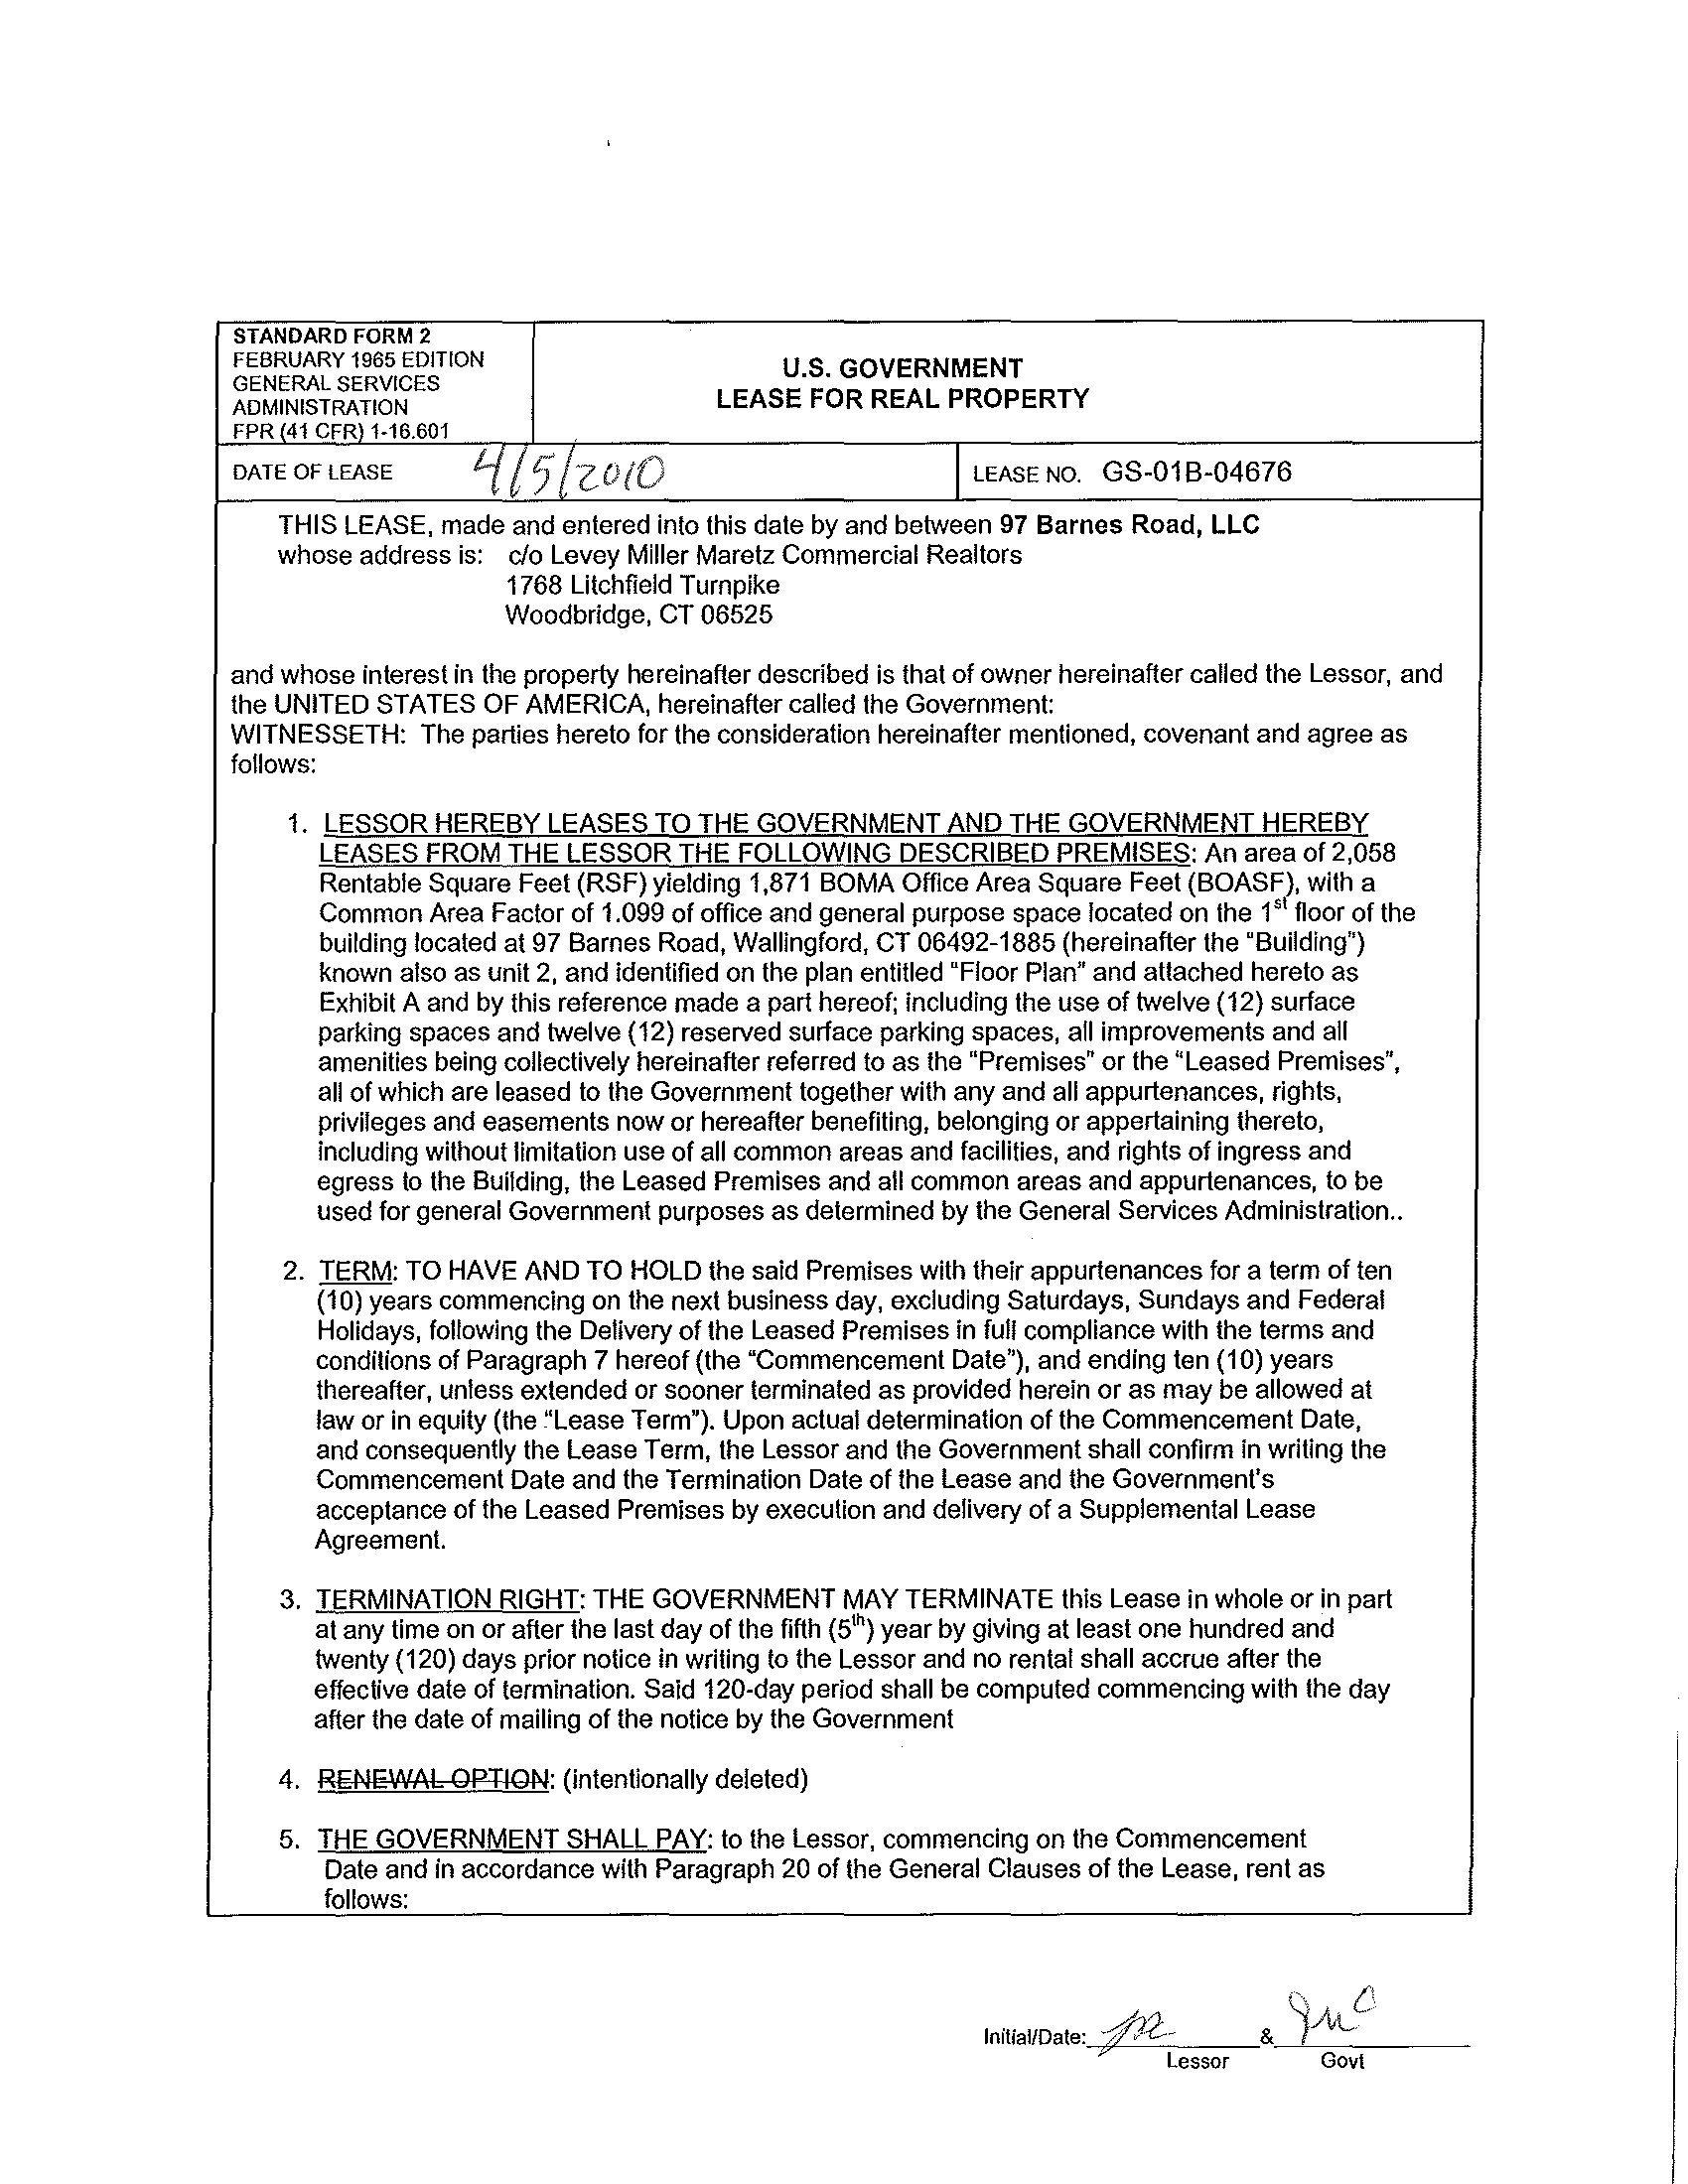 STANDARD FORM 2
FEBRUARY 1965 EDITION
GENERAL SERVICES
ADMINISTRATION
FPR (41 CFR) 1-16.601
U.S. GOVERNMENT
LEASE FOR REAL PROPERTY
DATE OF LEASE 4/5/2010
LEASE NO. GS-01B-04676
THIS LEASE, made and entered into this date by and between 97 Barnes Road, LLC
whose address is: c/o Levey Miller Maretz Commercial Realtors
1768 Litchfield Turnpike
Woodbridge, CT 06525
and whose interest in the property hereinafter described is that of owner hereinafter called the Lessor, and
the UNITED STATES OF AMERICA, hereinafter called the Government:
WITNESSETH: The parties hereto for the consideration hereinafter mentioned, covenant and agree as
follows:
1. LESSOR HEREBY LEASES TO THE GOVERNMENT AND THE GOVERNMENT HEREBY
LEASES FROM THE LESSOR THE FOLLOWING DESCRIBED PREMISES: An area of 2,058
Rentable Square Feet (RSF) yielding 1,871 BOMA Office Area Square Feet (BOASF), with a
Common Area Factor of 1.099 of office and general purpose space located on the 1st floor of the
building located at 97 Barnes Road, Wallingford, CT 06492-1885 (hereinafter the "Building")
known also as unit 2, and identified on the plan entitled "Floor Plan" and attached hereto as
Exhibit A and by this reference made a part hereof; including the use of twelve (12) surface
parking spaces and twelve (12) reserved surface parking spaces, all improvements and all
amenities being collectively hereinafter referred to as the "Premises" or the "Leased Premises",
all of which are leased to the Government together with any and all appurtenances, rights,
privileges and easements now or hereafter benefiting, belonging or appertaining thereto,
including without limitation use of all common areas and facilities, and rights of ingress and
egress to the Building, the Leased Premises and all common areas and appurtenances, to be
used for general Government purposes as determined by the General Services Administration..
2. TERM: TO HAVE AND TO HOLD the said Premises with their appurtenances for a term of ten
(10) years commencing on the next business day, excluding Saturdays, Sundays and Federal
Holidays, following the Delivery of the Leased Premises in full compliance with the terms and
conditions of Paragraph 7 hereof (the "Commencement Date"), and ending ten (10) years
thereafter, unless extended or sooner terminated as provided herein or as may be allowed at
law or in equity (the "Lease Term"). Upon actual determination of the Commencement Date,
and consequently the Lease Term, the Lessor and the Government shall confirm in writing the
Commencement Date and the Termination Date of the Lease and the Government's
acceptance of the Leased Premises by execution and delivery of a Supplemental Lease
Agreement.
3. TERMINATION RIGHT: THE GOVERNMENT MAY TERMINATE this Lease in whole or in part
at any time on or after the last day of the fifth (5th) year by giving at least one hundred and
twenty (120) days prior notice in writing to the Lessor and no rental shall accrue after the
effective date of termination. Said 120-day period shall be computed commencing with the day
after the date of mailing of the notice by the Government
4. RENEWAL OPTION: (intentionally deleted)
5. THE GOVERNMENT SHALL PAY: to the Lessor, commencing on the Commencement
Date and in accordance with Paragraph 20 of the General Clauses of the Lease, rent as
follows:
Initial/Date: &
Lessor Govt